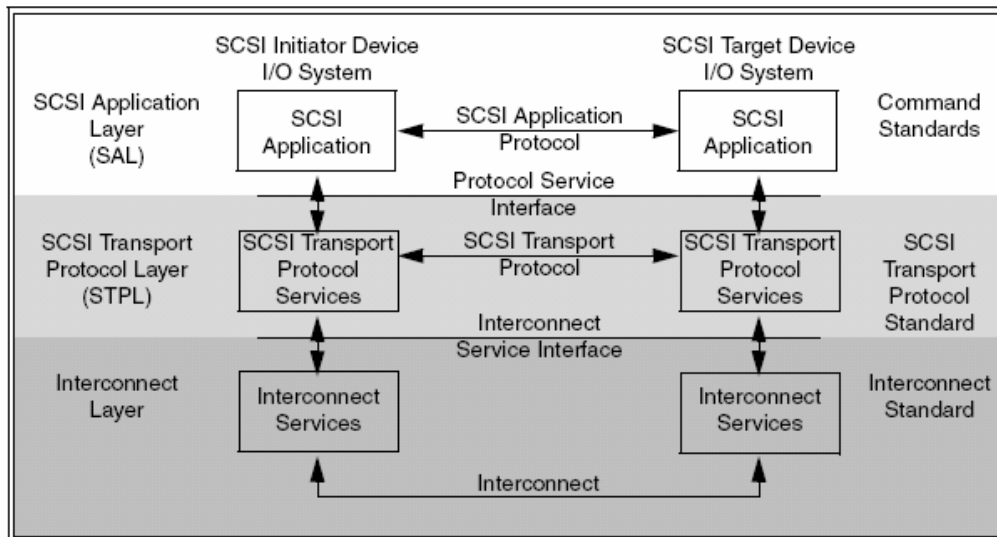 SCSI Initiator Device
I/O System
SCSI Target Device
I/O System
SCSI Application
Layer
(SAL)
SCSI
Application
SCSI Application
Protocol
SCSI
Application
Command
Standards
Protocol Service
Interface
SCSI Transport
Protocol Layer
(STPL)
SCSI Transport
Protocol
Services
SCSI Transport
Protocol
SCSI Transport
Protocol
Services
SCSI
Transport
Protocol
Standard
Interconnect
Service Interface
Interconnect
Layer
Interconnect
Services
Interconnect
Services
Interconnect
Standard
Interconnect